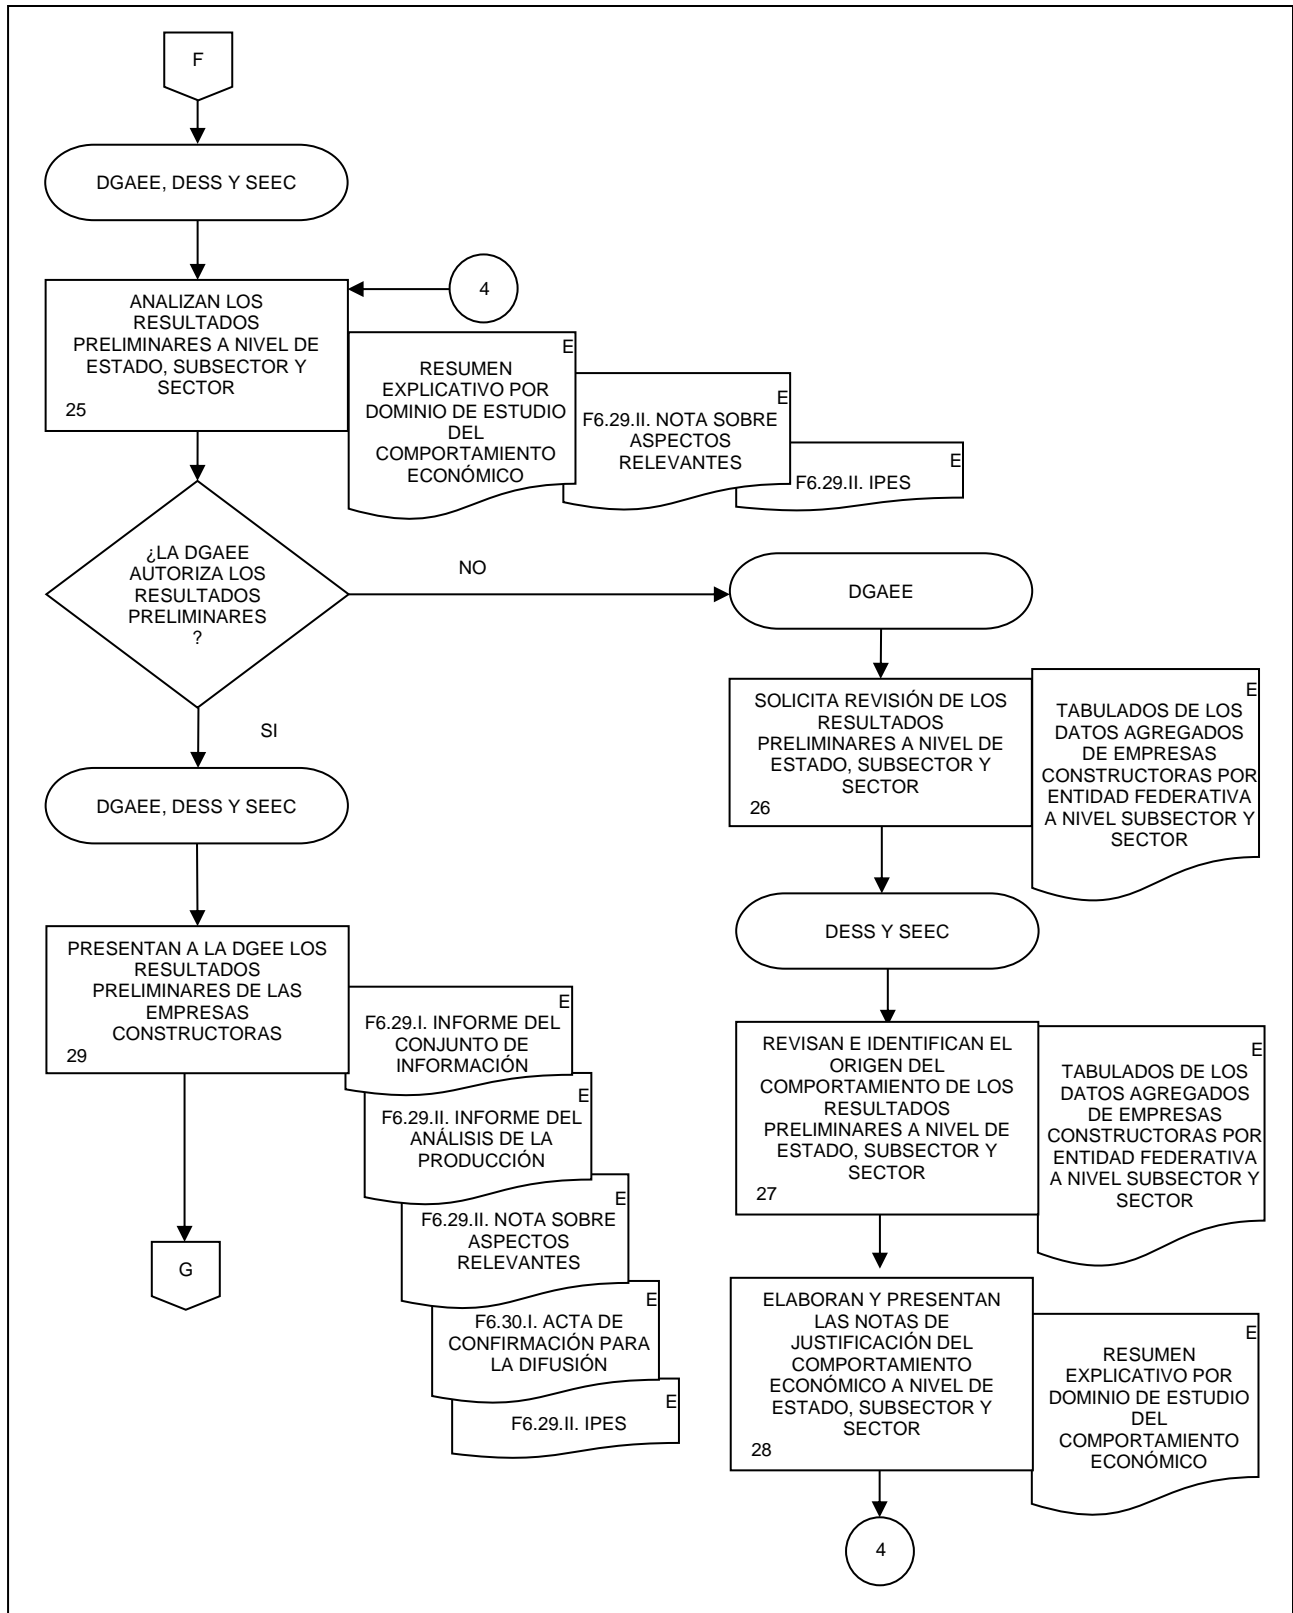 F
DGAEE, DESS Y SEEC
4
ANALIZAN LOS
RESULTADOS
PRELIMINARES A NIVEL DE
ESTADO, SUBSECTOR Y
SECTOR
25
E
RESUMEN
EXPLICATIVO POR
DOMINIO DE ESTUDIO
DEL
COMPORTAMIENTO
ECONÓMICO
E
F6.29.II. NOTA SOBRE
ASPECTOS
RELEVANTES
E
F6.29.II. IPES
¿LA DGAEE
AUTORIZA LOS
RESULTADOS
PRELIMINARES
?
NO
SI
DGAEE
SOLICITA REVISIÓN DE LOS
RESULTADOS
PRELIMINARES A NIVEL DE
ESTADO, SUBSECTOR Y
SECTOR
26
E
TABULADOS DE LOS
DATOS AGREGADOS
DE EMPRESAS
CONSTRUCTORAS POR
ENTIDAD FEDERATIVA
A NIVEL SUBSECTOR Y
SECTOR
DESS Y SEEC
REVISAN E IDENTIFICAN EL
ORIGEN DEL
COMPORTAMIENTO DE LOS
RESULTADOS
PRELIMINARES A NIVEL DE
ESTADO, SUBSECTOR Y
SECTOR
27
E
TABULADOS DE LOS
DATOS AGREGADOS
DE EMPRESAS
CONSTRUCTORAS POR
ENTIDAD FEDERATIVA
A NIVEL SUBSECTOR Y
SECTOR
ELABORAN Y PRESENTAN
LAS NOTAS DE
JUSTIFICACIÓN DEL
COMPORTAMIENTO
ECONÓMICO A NIVEL DE
ESTADO, SUBSECTOR Y
SECTOR
28
E
RESUMEN
EXPLICATIVO POR
DOMINIO DE ESTUDIO
DEL
COMPORTAMIENTO
ECONÓMICO
4
DGAEE, DESS Y SEEC
PRESENTAN A LA DGEE LOS
RESULTADOS
PRELIMINARES DE LAS
EMPRESAS
CONSTRUCTORAS
29
E
F6.29.I. INFORME DEL
CONJUNTO DE
INFORMACIÓN
E
F6.29.II. INFORME DEL
ANÁLISIS DE LA
PRODUCCIÓN
E
F6.29.II. NOTA SOBRE
ASPECTOS
RELEVANTES
E
F6.30.I. ACTA DE
CONFIRMACIÓN PARA
LA DIFUSIÓN
E
F6.29.II. IPES
G